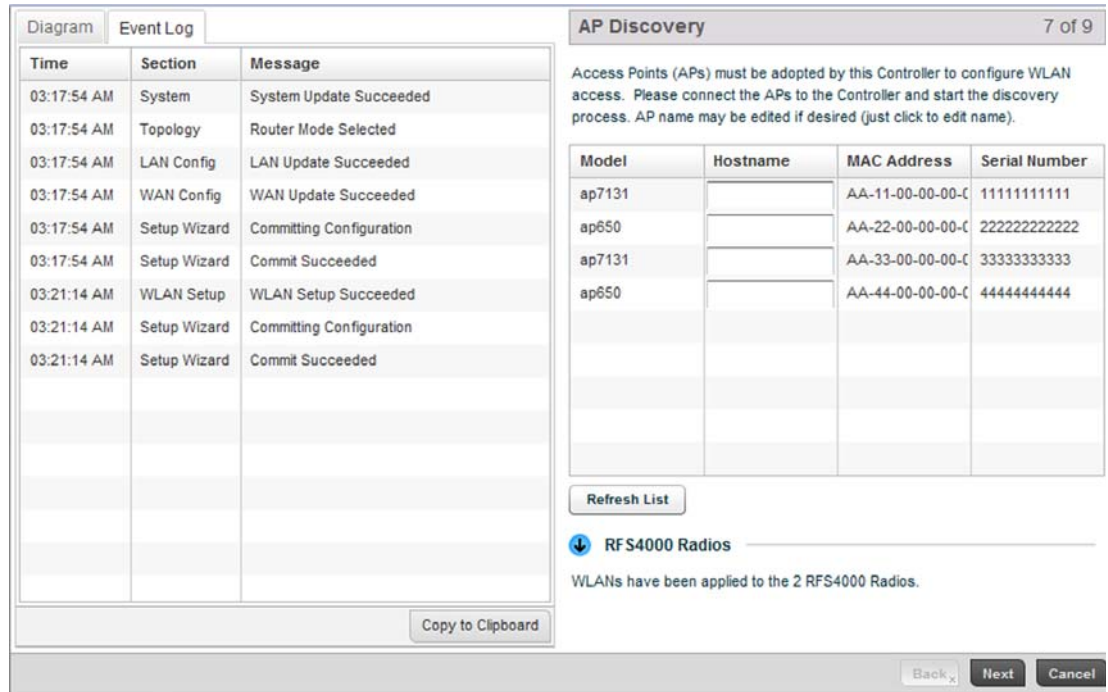 Diagram Event Log
Time Section Message
03:17:54 AM System System Update Succeeded
03:17:54 AM Topology Router Mode Selected
03:17:54 AM LAN Config LAN Update Succeeded
03:17:54 AM WAN Config WAN Update Succeeded
03:17:54 AM Setup Wizard Committing Configuration
03:17:54 AM Setup Wizard Commit Succeeded
03:21:14 AM WLAN Setup WLAN Setup Succeeded
03:21:14 AM Setup Wizard Committing Configuration
03:21:14 AM Setup Wizard Commit Succeeded
Copy to Clipboard
AP Discovery 7 of 9
Access Points (APs) must be adopted by this Controller to configure WLAN
access. Please connect the APs to the Controller and start the discovery
process. AP name may be edited if desired (just click to edit name).
Model Hostname MAC Address Serial Number
ap7131 AA-11-00-00-00- 11111111111
ap650 AA-22-00-00-00- 222222222222
ap7131 AA-33-00-00-00- 33333333333
ap650 AA-44-00-00-00- 44444444444
Refresh List
RFS4000 Radios
WLANs have been applied to the 2 RFS4000 Radios.
Back Next Cancel